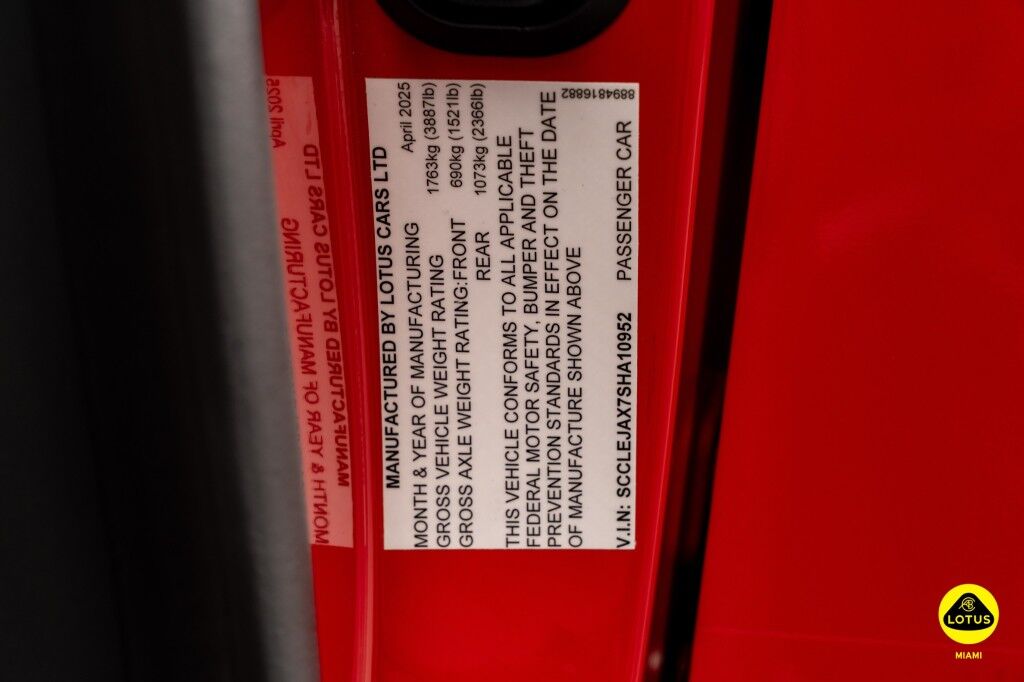 MANUFACTURED BY LOTUS CARS LTD
MONTH & YEAR OF MANUFACTURING April 2025
GROSS VEHICLE WEIGHT RATING 1763kg (3887lb)
GROSS AXLE WEIGHT RATING: FRONT 690kg (1521lb)
REAR 1073kg (2366lb)
THIS VEHICLE CONFORMS TO ALL APPLICABLE
FEDERAL MOTOR SAFETY, BUMPER AND THEFT
PREVENTION STANDARDS IN EFFECT ON THE DATE
OF MANUFACTURE SHOWN ABOVE
V.I.N: SCCLEJAX7SHA10952 PASSENGER CAR
8894816882
MANUFACTURED BY LOTUS CARS LTD
MONTH & YEAR OF MANUFACTURING April 2025
LOTUS
MIAMI